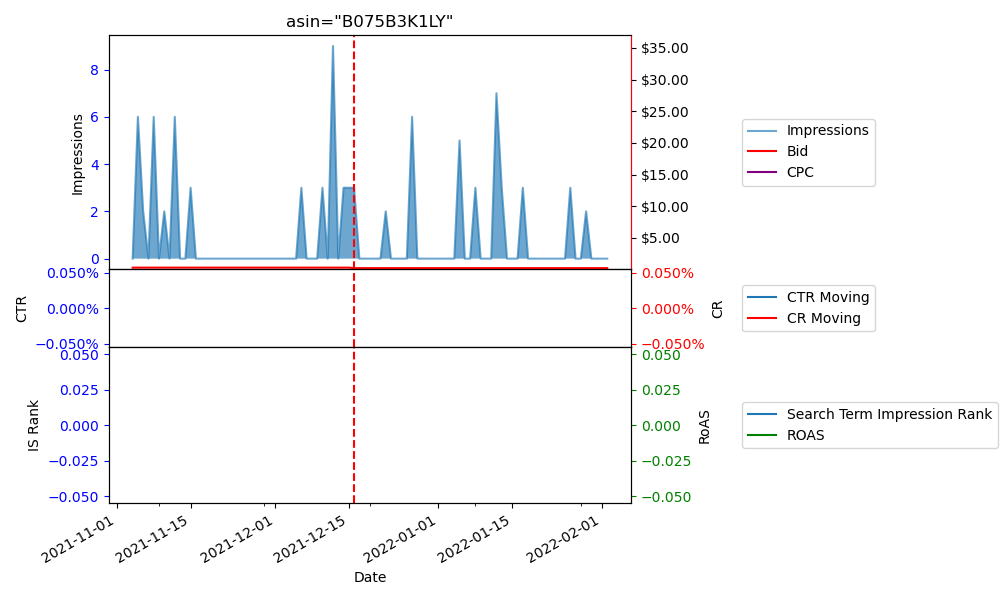 asin="B075B3K1LY"
Impressions
8
6
4
2
0
$35.00
$30.00
$25.00
$20.00
$15.00
$10.00
$5.00
Impressions
Bid
CPC
CTR
0.050%
0.000%
−0.050%
0.050%
0.000%
−0.050%
CR
CTR Moving
CR Moving
IS Rank
0.050
0.025
0.000
−0.025
−0.050
0.050
0.025
0.000
−0.025
−0.050
RoAS
Search Term Impression Rank
ROAS
2021-11-01
2021-11-15
2021-12-01
2021-12-15
2022-01-01
2022-01-15
2022-02-01
Date